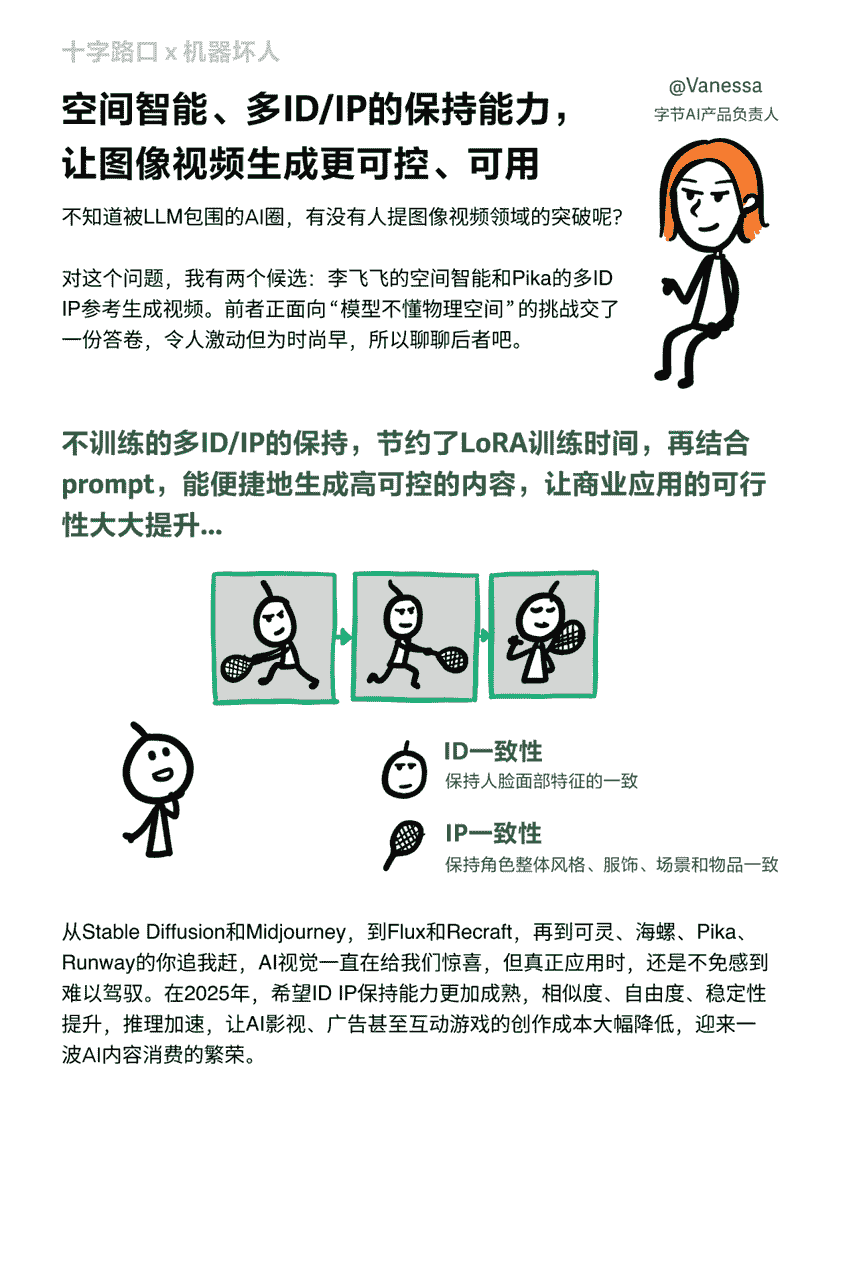 十字路口 x 机器坏人
@Vanessa
字节AI产品负责人
空间智能、多ID/IP的保持能力，
让图像视频生成更可控、可用
不知道被LLM包围的AI圈，有没有人提图像视频领域的突破呢?
对这个问题，我有两个候选：李飞飞的空间智能和Pika的多ID
IP参考生成视频。前者正面向“模型不懂物理空间”的挑战交了
一份答卷，令人激动但为时尚早，所以聊聊后者吧。
不训练的多ID/IP的保持，节约了LoRA训练时间，再结合
prompt，能便捷地生成高可控的内容，让商业应用的可行
性大大提升...
ID一致性
保持人脸面部特征的一致
IP一致性
保持角色整体风格、服饰、场景和物品一致
从Stable Diffusion和Midjourney，到Flux和Recraft，再到可灵、海螺、Pika、
Runway的你追我赶，AI视觉一直在给我们惊喜，但真正应用时，还是不免感到
难以驾驭。在2025年，希望ID IP保持能力更加成熟，相似度、自由度、稳定性
提升，推理加速，让AI影视、广告甚至互动游戏的创作成本大幅降低，迎来一
波AI内容消费的繁荣。